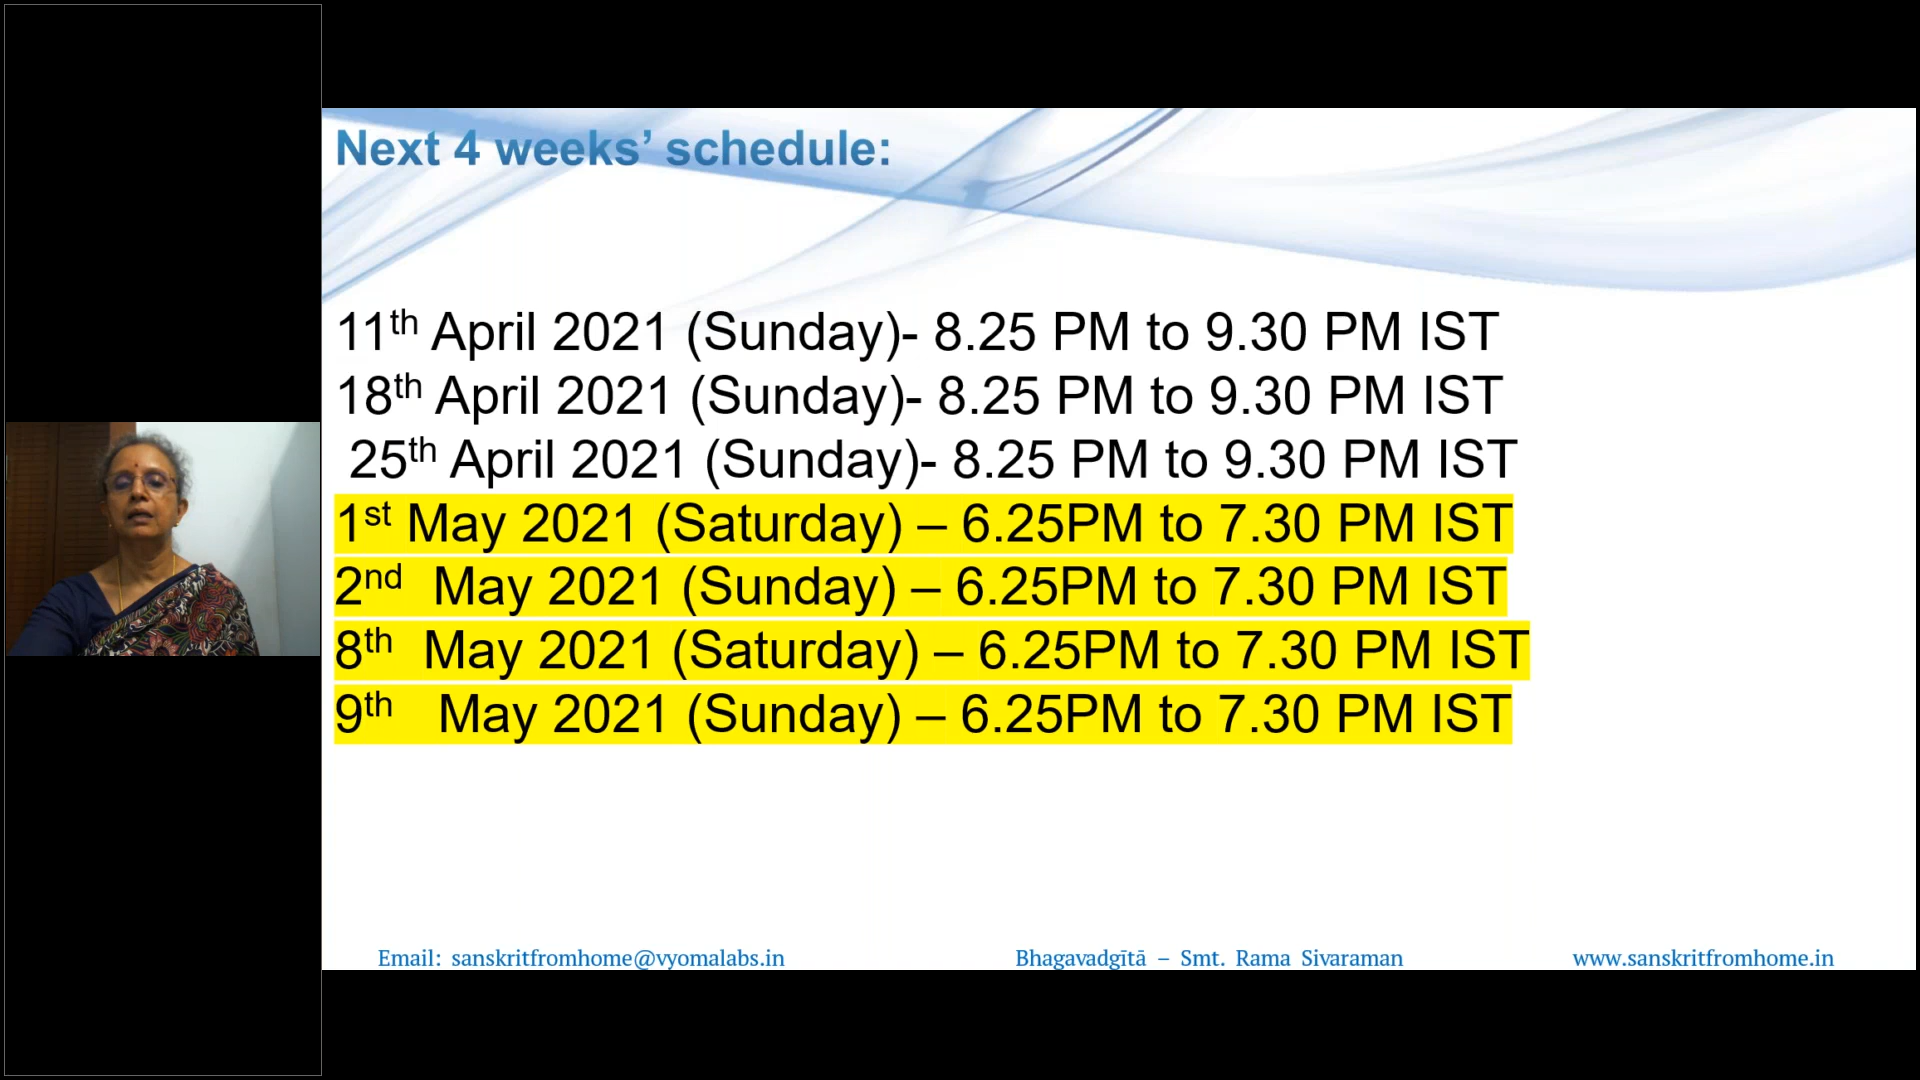 Next 4 weeks’ schedule:
11th April 2021 (Sunday)- 8.25 PM to 9.30 PM IST
18th April 2021 (Sunday)- 8.25 PM to 9.30 PM IST
25th April 2021 (Sunday)- 8.25 PM to 9.30 PM IST
1st May 2021 (Saturday) – 6.25PM to 7.30 PM IST
2nd May 2021 (Sunday) – 6.25PM to 7.30 PM IST
8th May 2021 (Saturday) – 6.25PM to 7.30 PM IST
9th May 2021 (Sunday) – 6.25PM to 7.30 PM IST
Email: sanskritfromhome@vyomalabs.in Bhagavadgītā – Smt. Rama Sivaraman www.sanskritfromhome.in